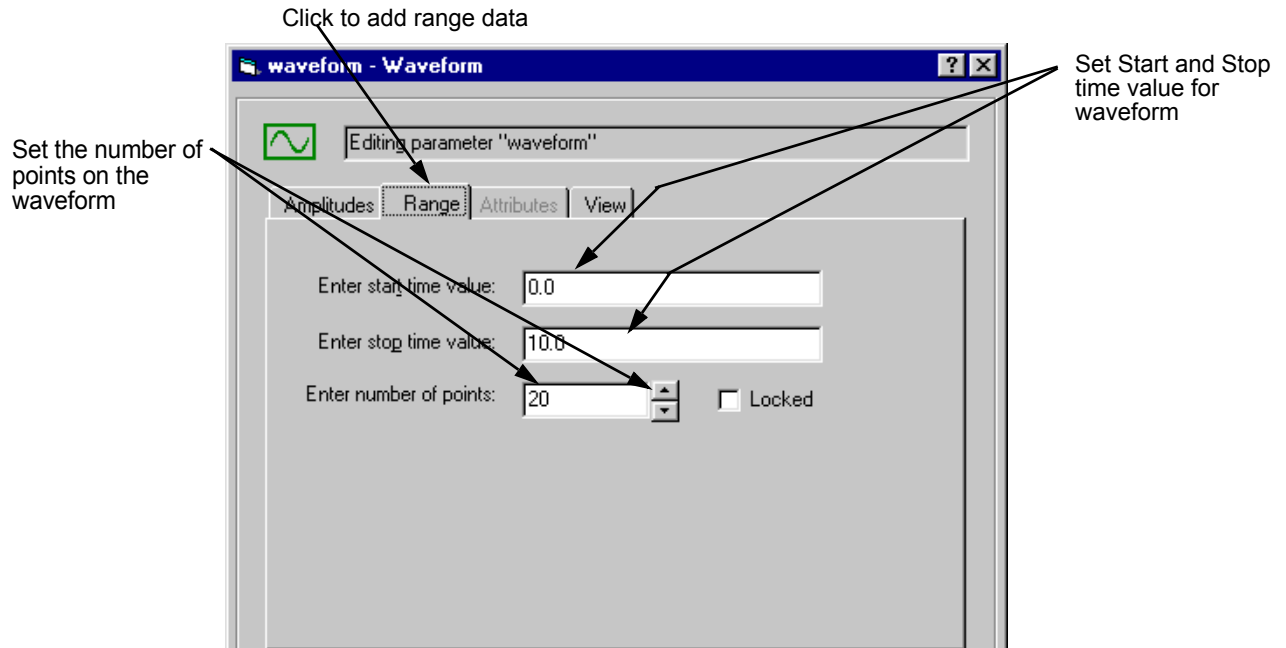 Click to add range data
waveform - Waveform
Set Start and Stop
time value for
waveform
Editing parameter "waveform"
Set the number of
points on the
waveform
Amplitudes Range Attributes View
Enter start time value: 0.0
Enter stop time value: 10.0
Enter number of points: 20 Locked